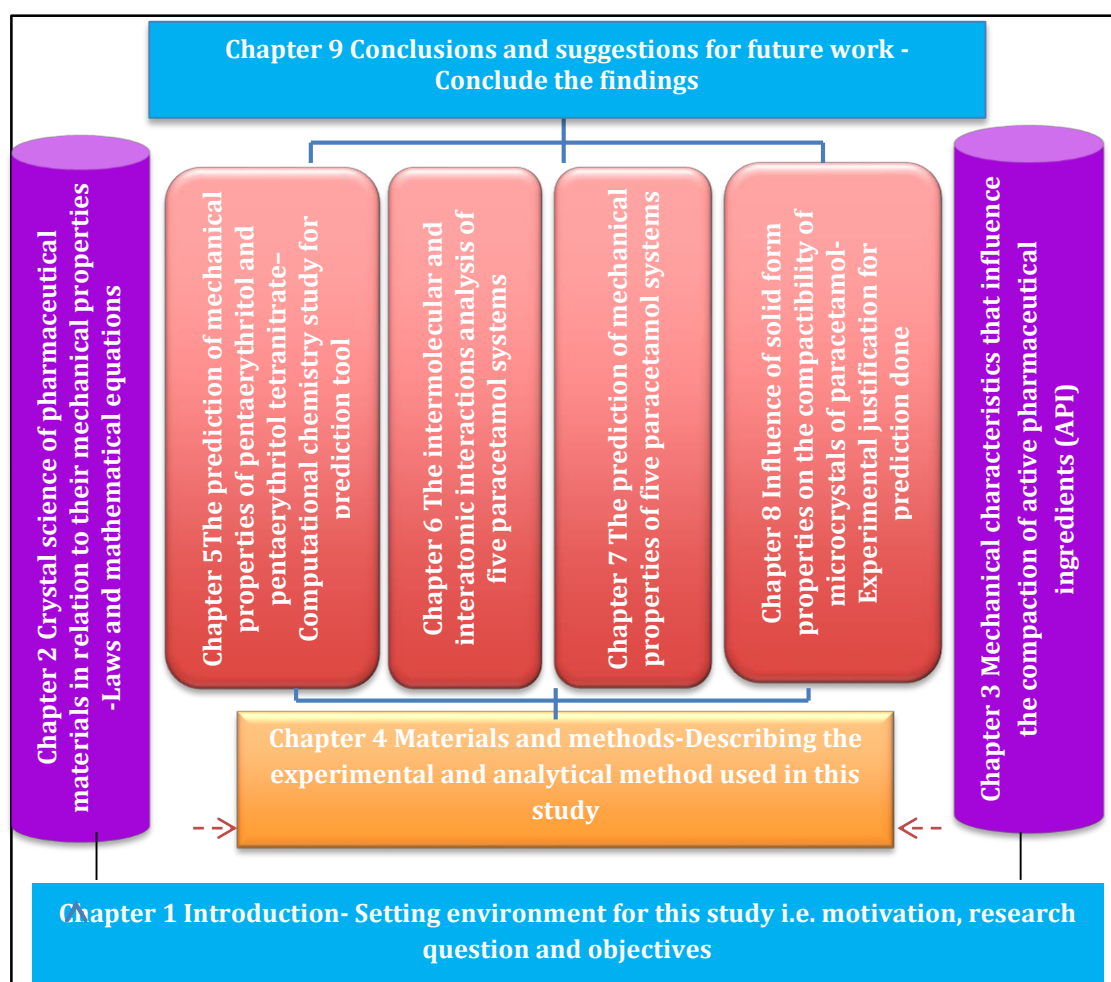 Chapter 9 Conclusions and suggestions for future work -
Conclude the findings
Chapter 2 Crystal science of pharmaceutical
materials in relation to their mechanical properties
-Laws and mathematical equations
Chapter 5The prediction of mechanical
properties of pentaerythritol and
pentaerythritol tetranitrate–
Computational chemistry study for
prediction tool
Chapter 6 The intermolecular and
interatomic interactions analysis of
five paracetamol systems
Chapter 7 The prediction of mechanical
properties of five paracetamol systems
Chapter 8 Influence of solid form
properties on the compactibility of
microcrystals of paracetamol-
Experimental justification for
prediction done
Chapter 3 Mechanical characteristics that influence
the compaction of active pharmaceutical
ingredients (API)
Chapter 4 Materials and methods-Describing the
experimental and analytical method used in this
study
Chapter 1 Introduction- Setting environment for this study i.e. motivation, research
question and objectives